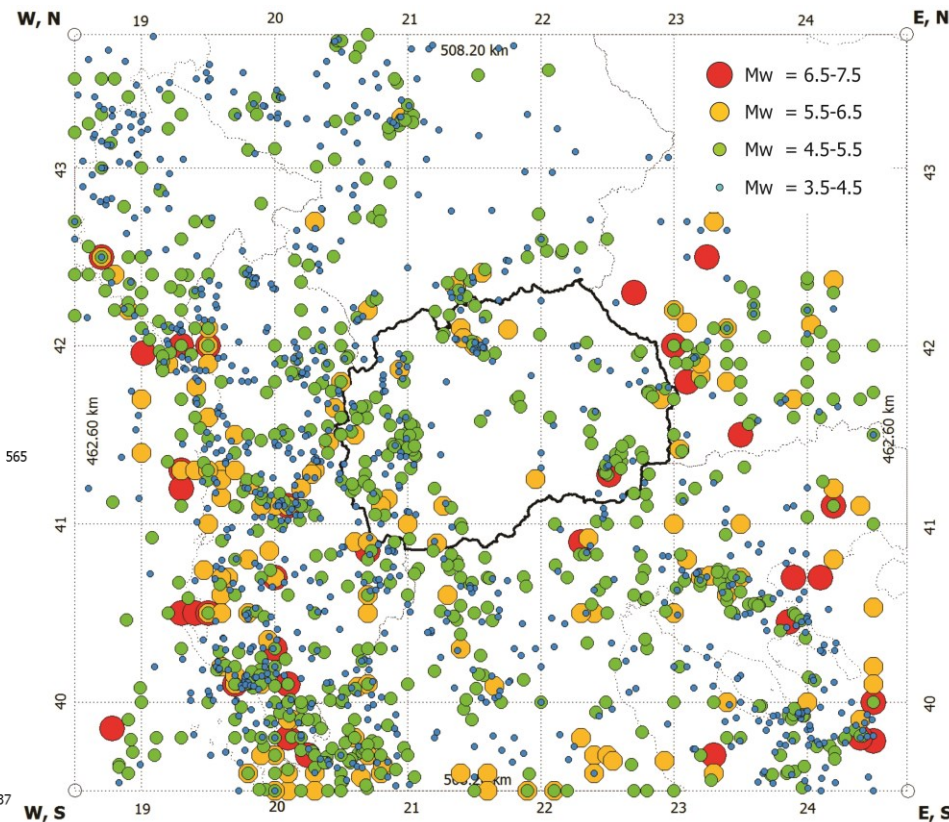 W, N 19 20 21 22 23 24 E, N
508.20 km
Mw = 6.5-7.5
Mw = 5.5-6.5
Mw = 4.5-5.5
Mw = 3.5-4.5
43 43
42 42
462.60 km 462.60 km
565
41 41
40 40
km
37
W, S 19 20 21 22 23 24 E, S